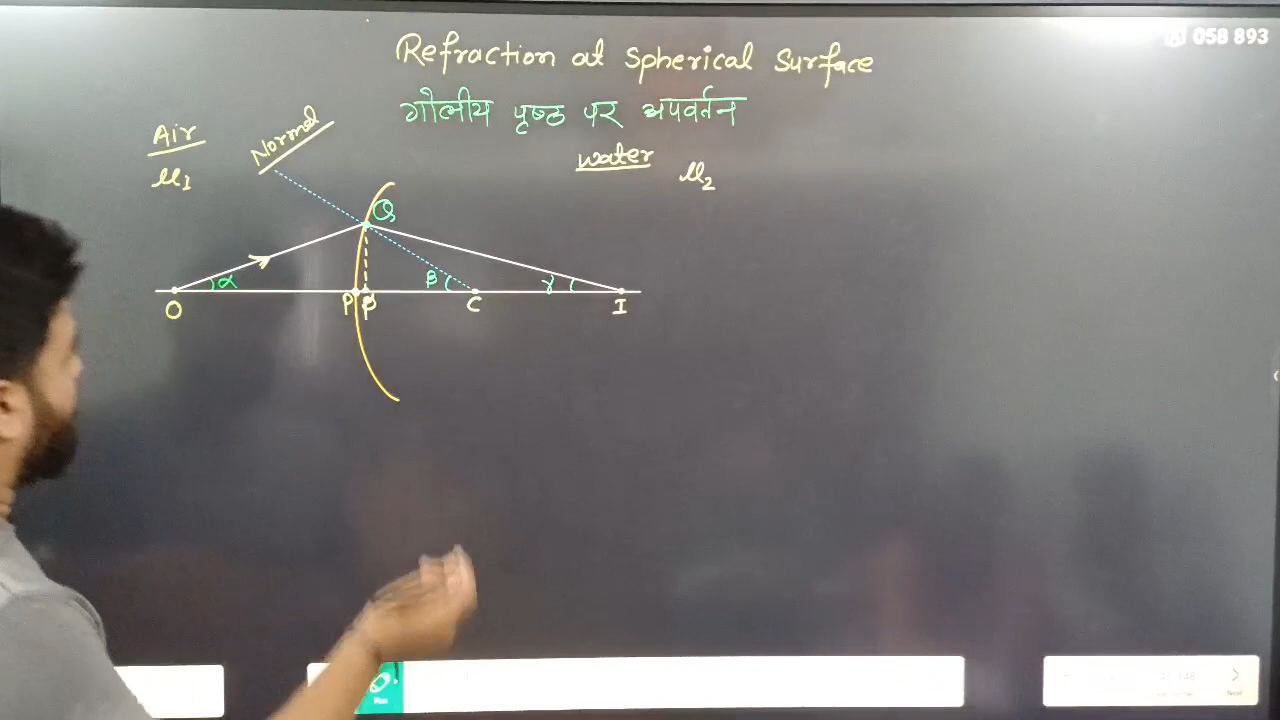 058 893
Refraction at Spherical Surface
गोलीय पृष्ठ पर अपवर्तन
Air
Normal
Water
μ1
μ2
Q
α
β
γ
O
P
C
I